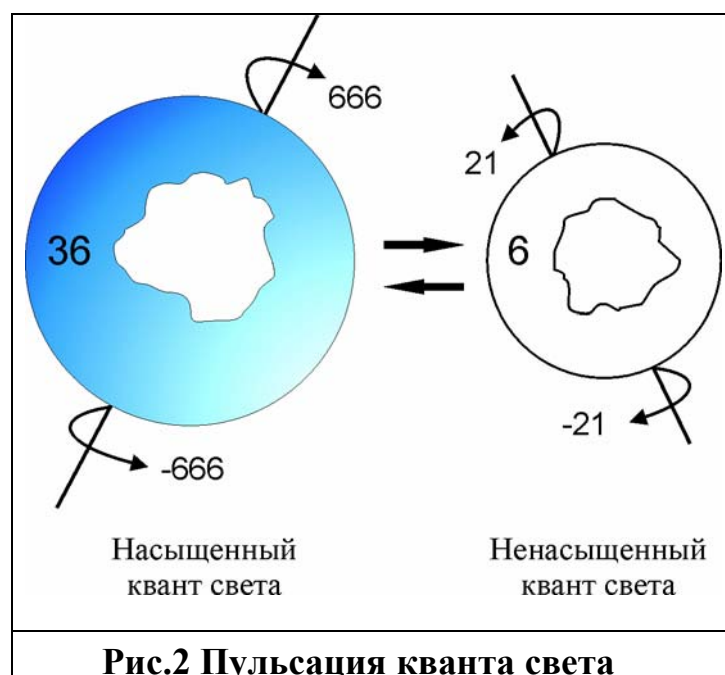 666
21
36
6
-21
-666
Насыщенный
квант света
Ненасыщенный
квант света
Рис.2 Пульсация кванта света